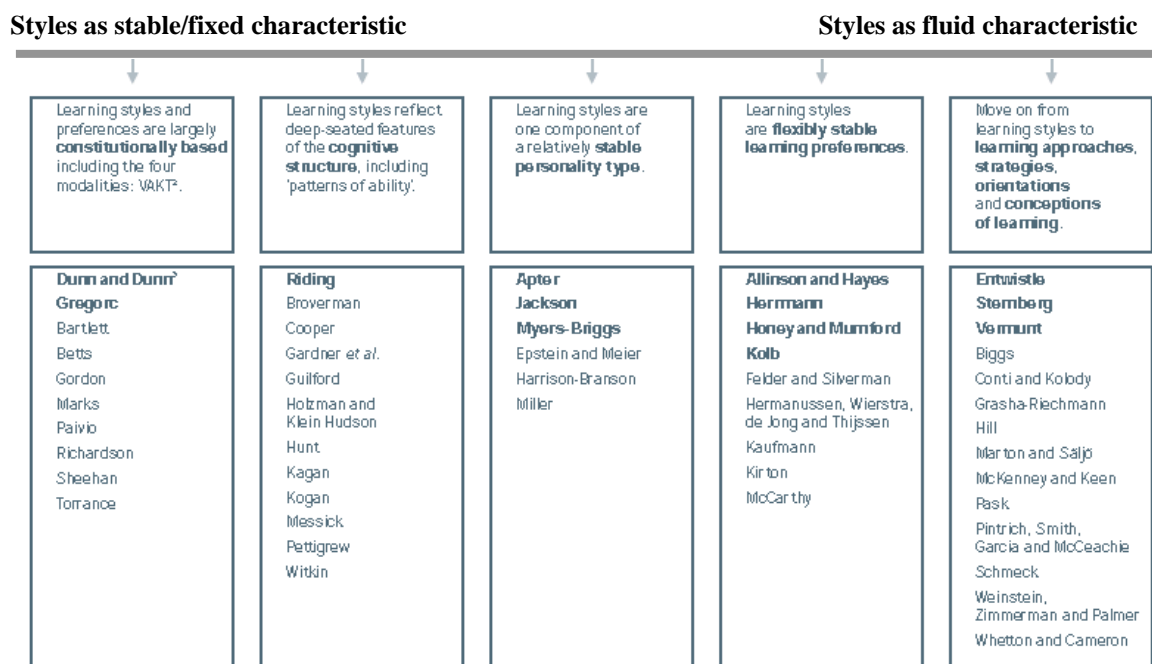 Styles as stable/fixed characteristic
Styles as fluid characteristic
Learning styles and
preferences are largely
constitutionally based
including the four
modalities: VAKT².
Learning styles reflect
deep-seated features
of the cognitive
structure, including
'patterns of ability'.
Learning styles are
one component of
a relatively stable
personality type.
Learning styles
are flexibly stable
learning preferences.
Move on from
learning styles to
learning approaches,
strategies,
orientations
and conceptions
of learning.
Dunn and Dunn³
Gregorc
Bartlett
Betts
Gordon
Marks
Paivio
Richardson
Sheehan
Torrance
Riding
Broverman
Cooper
Gardner et al.
Guilford
Holzman and
Klein Hudson
Hunt
Kagan
Kogan
Messick
Pettigrew
Witkin
Apter
Jackson
Myers-Briggs
Epstein and Meier
Harrison-Branson
Miller
Allinson and Hayes
Herrmann
Honey and Mumford
Kolb
Felder and Silverman
Hermanussen, Wierstra,
de Jong and Thijssen
Kaufmann
Kirton
McCarthy
Entwistle
Sternberg
Vermunt
Biggs
Conti and Kolody
Grasha-Riechmann
Hill
Marton and Säljö
McKenney and Keen
Pask
Pintrich, Smith,
Garcia and McCeachie
Schmeck
Weinstein,
Zimmerman and Palmer
Whetton and Cameron